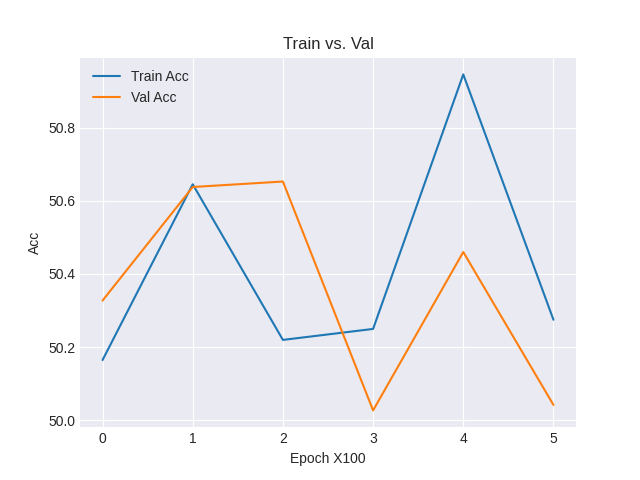 Train vs. Val
Train Acc
Val Acc
50.8
50.6
50.4
50.2
50.0
Acc
0 1 2 3 4 5
Epoch X100